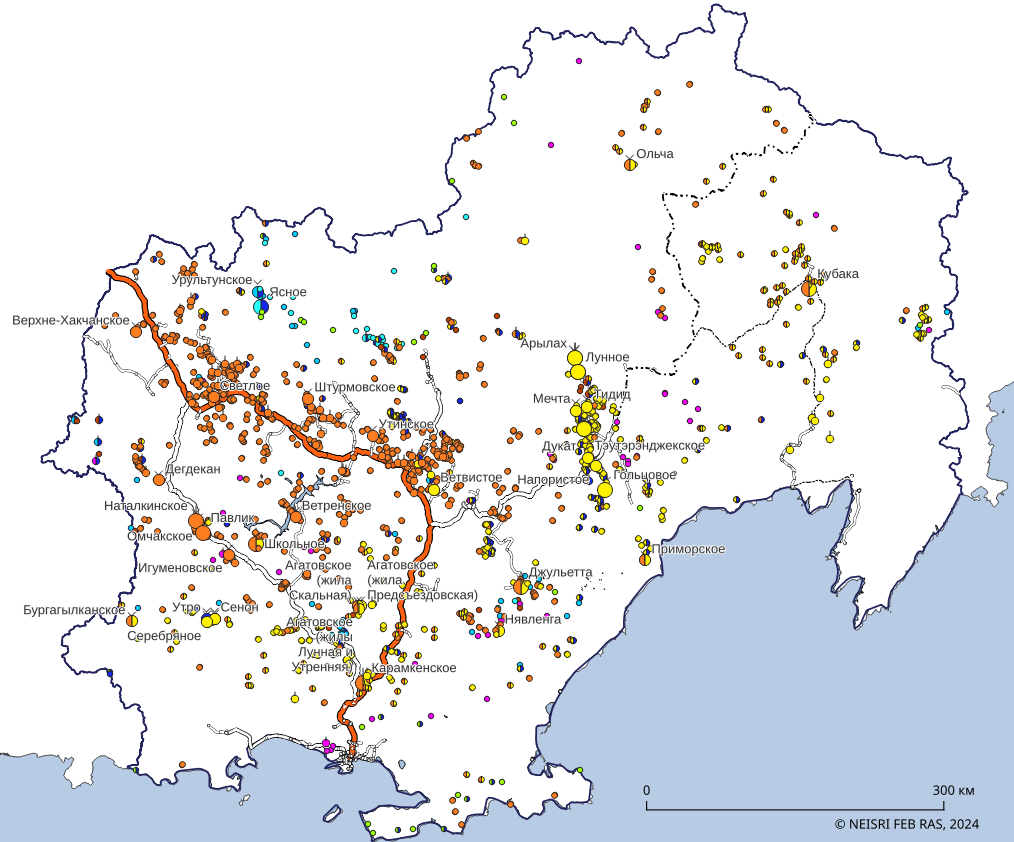 Ольча
Кубака
Урультунское
Ясное
Верхне-Хакчанское
Арылах
Лунное
Светлое
Штурмовское
Мечта
Тидид
Утинское
Дукат
Тэутэрэнджекское
Дегдекан
Ветвистое
Напористое
Гольцовое
Наталкинское
Павлик
Ветренское
Омчакское
Школьное
Приморское
Игуменовское
Агатовское
(жила
Скальная)
Агатовское
(жила
Предсъездовская)
Джульетта
Бургагылканское
Утро
Сенон
Серебряное
Агатовское
(жилы
Лунная и
Утренняя)
Нявленга
Карамкенское
0
300 км
© NEISRI FEB RAS, 2024